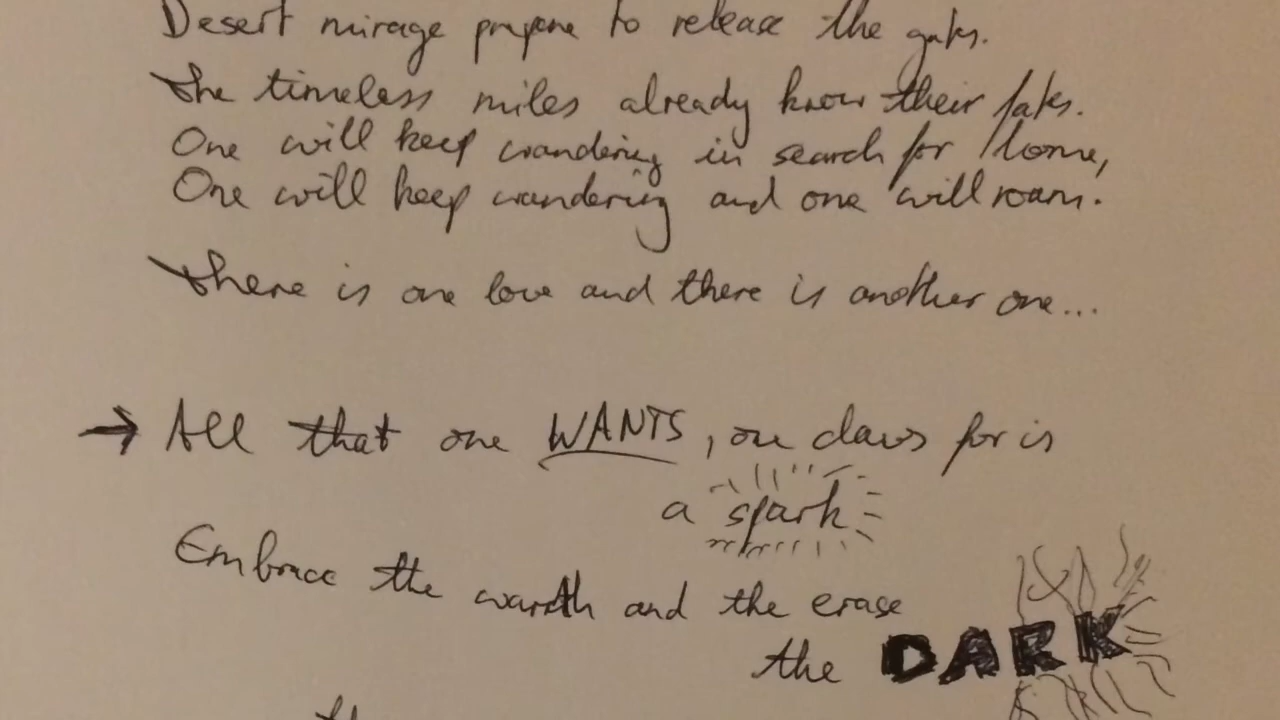 Desert mirage prepare to release the gates.
The timeless miles already know their fates.
One will keep wandering in search for home,
One will keep wandering and one will roam.
There is one love and there is another one...
→ All that one WANTS, one claws for is
a spark
Embrace the warmth and the erase
the DARK